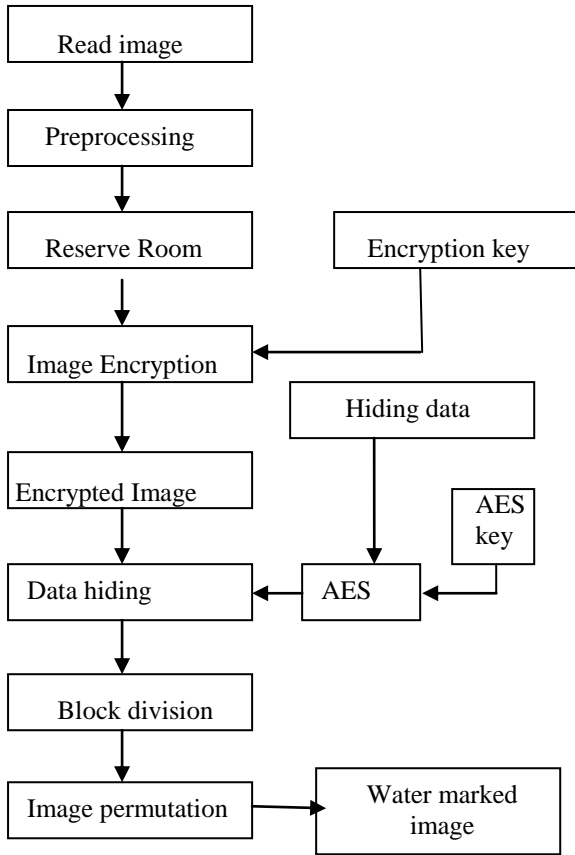 Read image
Preprocessing
Reserve Room
Encryption key
Image Encryption
Hiding data
Encrypted Image
AES
key
Data hiding
AES
Block division
Image permutation
Water marked
image